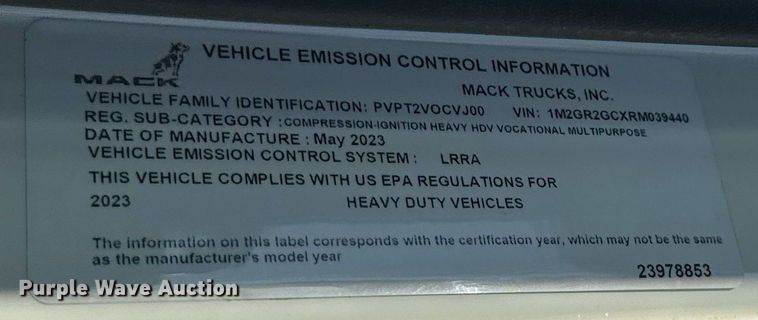 VEHICLE EMISSION CONTROL INFORMATION
MACK
MACK TRUCKS, INC.
VEHICLE FAMILY IDENTIFICATION: PVPT2VOCVJ00 VIN: 1M2GR2GCXRM039440
REG. SUB-CATEGORY : COMPRESSION-IGNITION HEAVY HDV VOCATIONAL MULTIPURPOSE
DATE OF MANUFACTURE : May 2023
VEHICLE EMISSION CONTROL SYSTEM : LRRA
THIS VEHICLE COMPLIES WITH US EPA REGULATIONS FOR
2023 HEAVY DUTY VEHICLES
The information on this label corresponds with the certification year, which may not be the same
as the manufacturer's model year
23978853
Purple Wave Auction